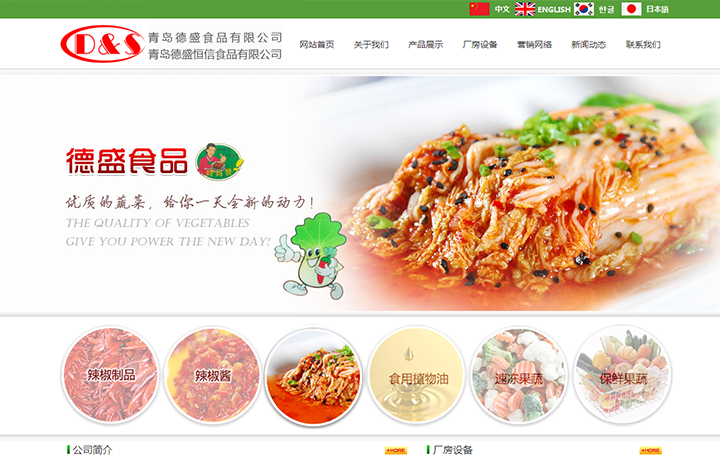 中文 ENGLISH 한글 日本語
D&S
青岛德盛食品有限公司
青岛德盛恒信食品有限公司
网站首页 关于我们 产品展示 厂房设备 营销网络 新闻动态 联系我们
德盛食品
优质的蔬菜,给你一天全新的动力!
THE QUALITY OF VEGETABLES
GIVE YOU POWER THE NEW DAY!
辣椒制品 辣椒酱 食用植物油 速冻果蔬 保鲜果蔬
公司简介 +MORE 厂房设备 +MORE